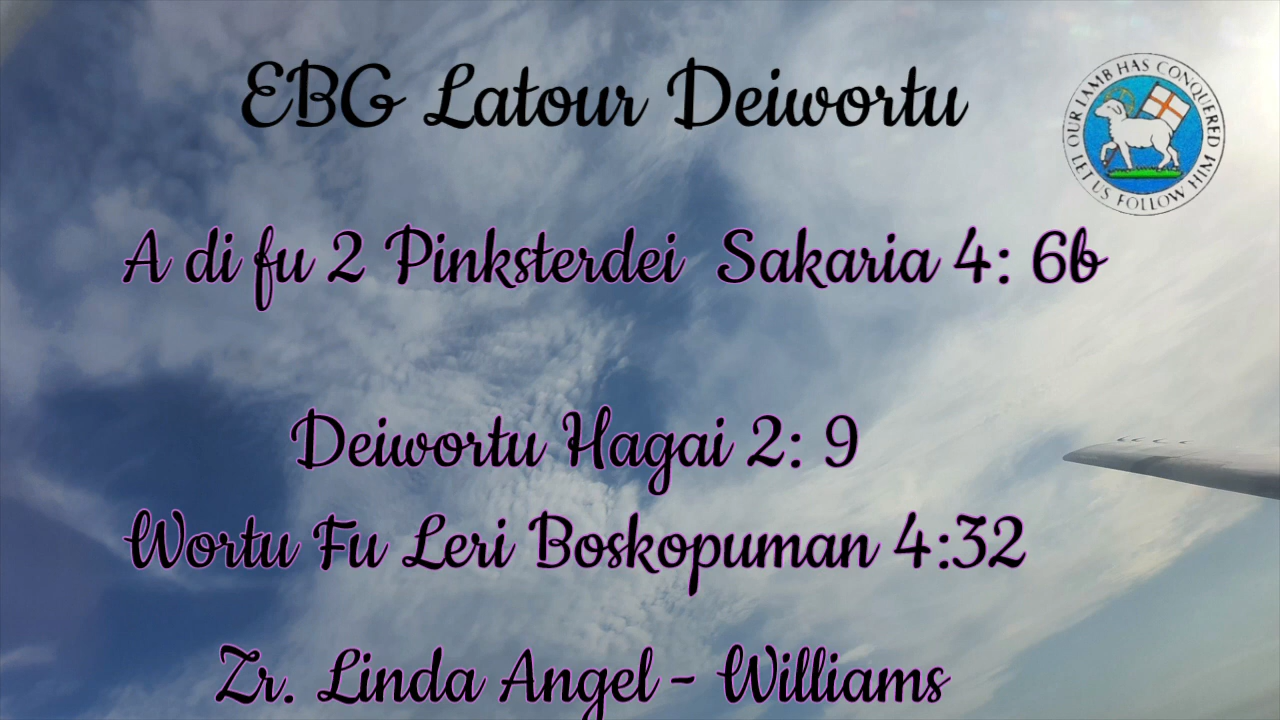 EBG Latour Deiwortu
OUR LAMB HAS CONQUERED
LET US FOLLOW HIM
A di fu 2 Pinksterdei Sakaria 4: 6b
Deiwortu Hagai 2: 9
Wortu Fu Leri Boskopuman 4:32
Zr. Linda Angel - Williams